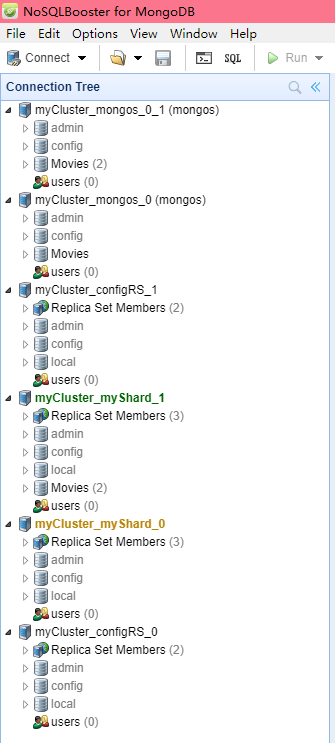 NoSQLBooster for MongoDB
File Edit Options View Window Help
Connect SQL Run
Connection Tree
myCluster_mongos_0_1 (mongos)
admin
config
Movies (2)
users (0)
myCluster_mongos_0 (mongos)
admin
config
Movies
users (0)
myCluster_configRS_1
Replica Set Members (2)
admin
config
local
users (0)
myCluster_myShard_1
Replica Set Members (3)
admin
config
local
Movies (2)
users (0)
myCluster_myShard_0
Replica Set Members (3)
admin
config
local
users (0)
myCluster_configRS_0
Replica Set Members (2)
admin
config
local
users (0)